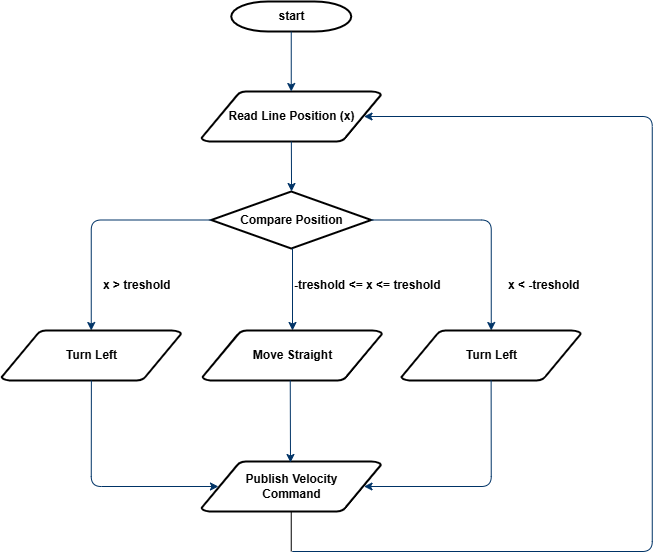 start
Read Line Position (x)
Compare Position
x > treshold
-treshold <= x <= treshold
x < -treshold
Turn Left
Move Straight
Turn Left
Publish Velocity
Command